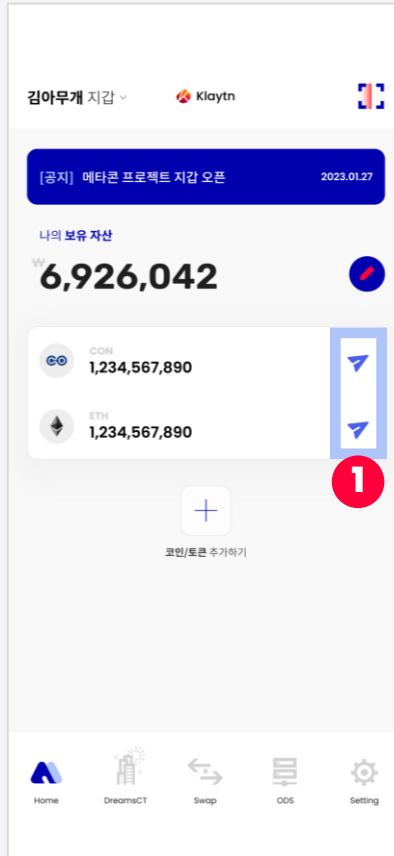 김아무개 지갑
Klaytn
[공지] 메타콘 프로젝트 지갑 오픈 2023.01.27
나의 보유 자산
₩6,926,042
CON
1,234,567,890
ETH
1,234,567,890
1
코인/토큰 추가하기
Home DreamsCT Swap ODS Setting